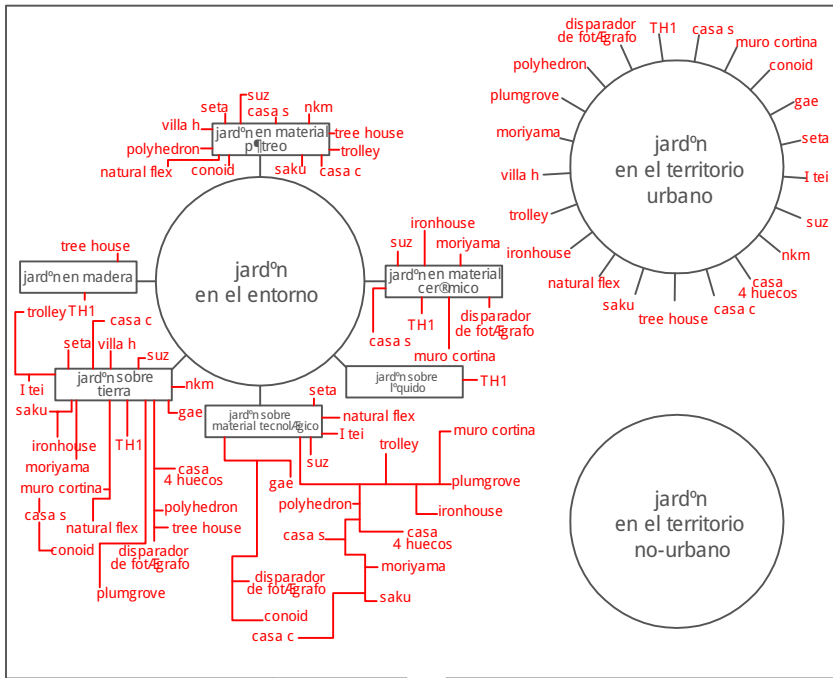 suz
seta
casa s
nkm
villa h
jardºn en material
p¶treo
tree house
polyhedron
trolley
natural flex
conoid
saku
casa c
jardºn
en el entorno
tree house
jardºn en madera
TH1
suz
ironhouse
moriyama
jardºn en material
cer®mico
casa s
TH1
disparador
de fotÆgrafo
muro cortina
jardºn sobre
lºquido
TH1
trolley
casa c
seta
villa h
suz
I tei
jardºn sobre
tierra
nkm
saku
gae
ironhouse
TH1
moriyama
muro cortina
casa
4 huecos
casa s
natural flex
polyhedron
tree house
conoid
disparador
de fotÆgrafo
plumgrove
jardºn sobre
material tecnolÆgico
seta
natural flex
I tei
suz
gae
trolley
muro cortina
plumgrove
polyhedron
ironhouse
casa s
casa
4 huecos
moriyama
disparador
de fotÆgrafo
saku
conoid
casa c
disparador
de fotÆgrafo
TH1
casa s
muro cortina
conoid
gae
seta
I tei
suz
nkm
casa
4 huecos
casa c
tree house
saku
natural flex
ironhouse
trolley
villa h
moriyama
plumgrove
polyhedron
jardºn
en el territorio
urbano
jardºn
en el territorio
no-urbano